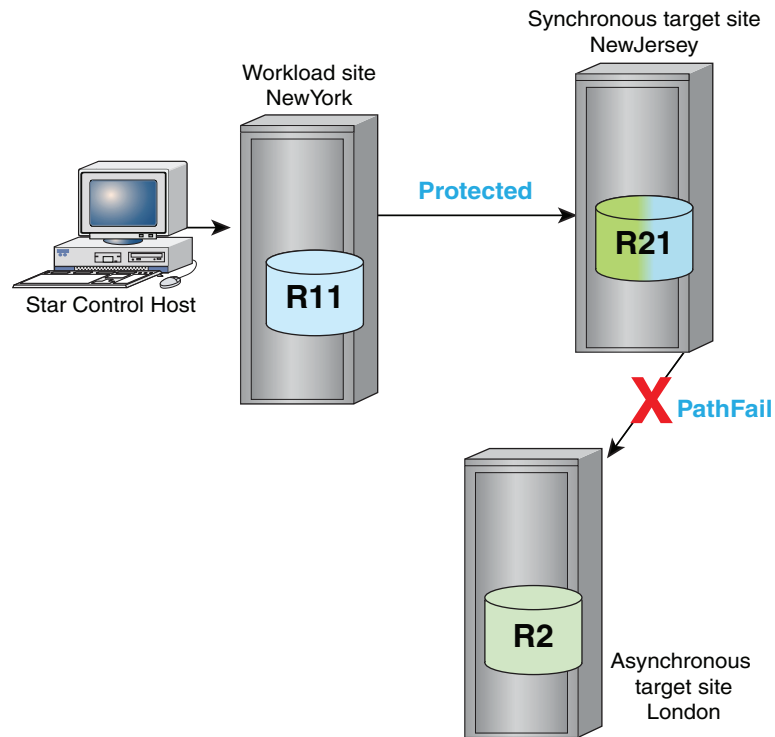 Synchronous target site
NewJersey
Workload site
NewYork
Protected
R21
R11
Star Control Host
PathFail
R2
Asynchronous
target site
London